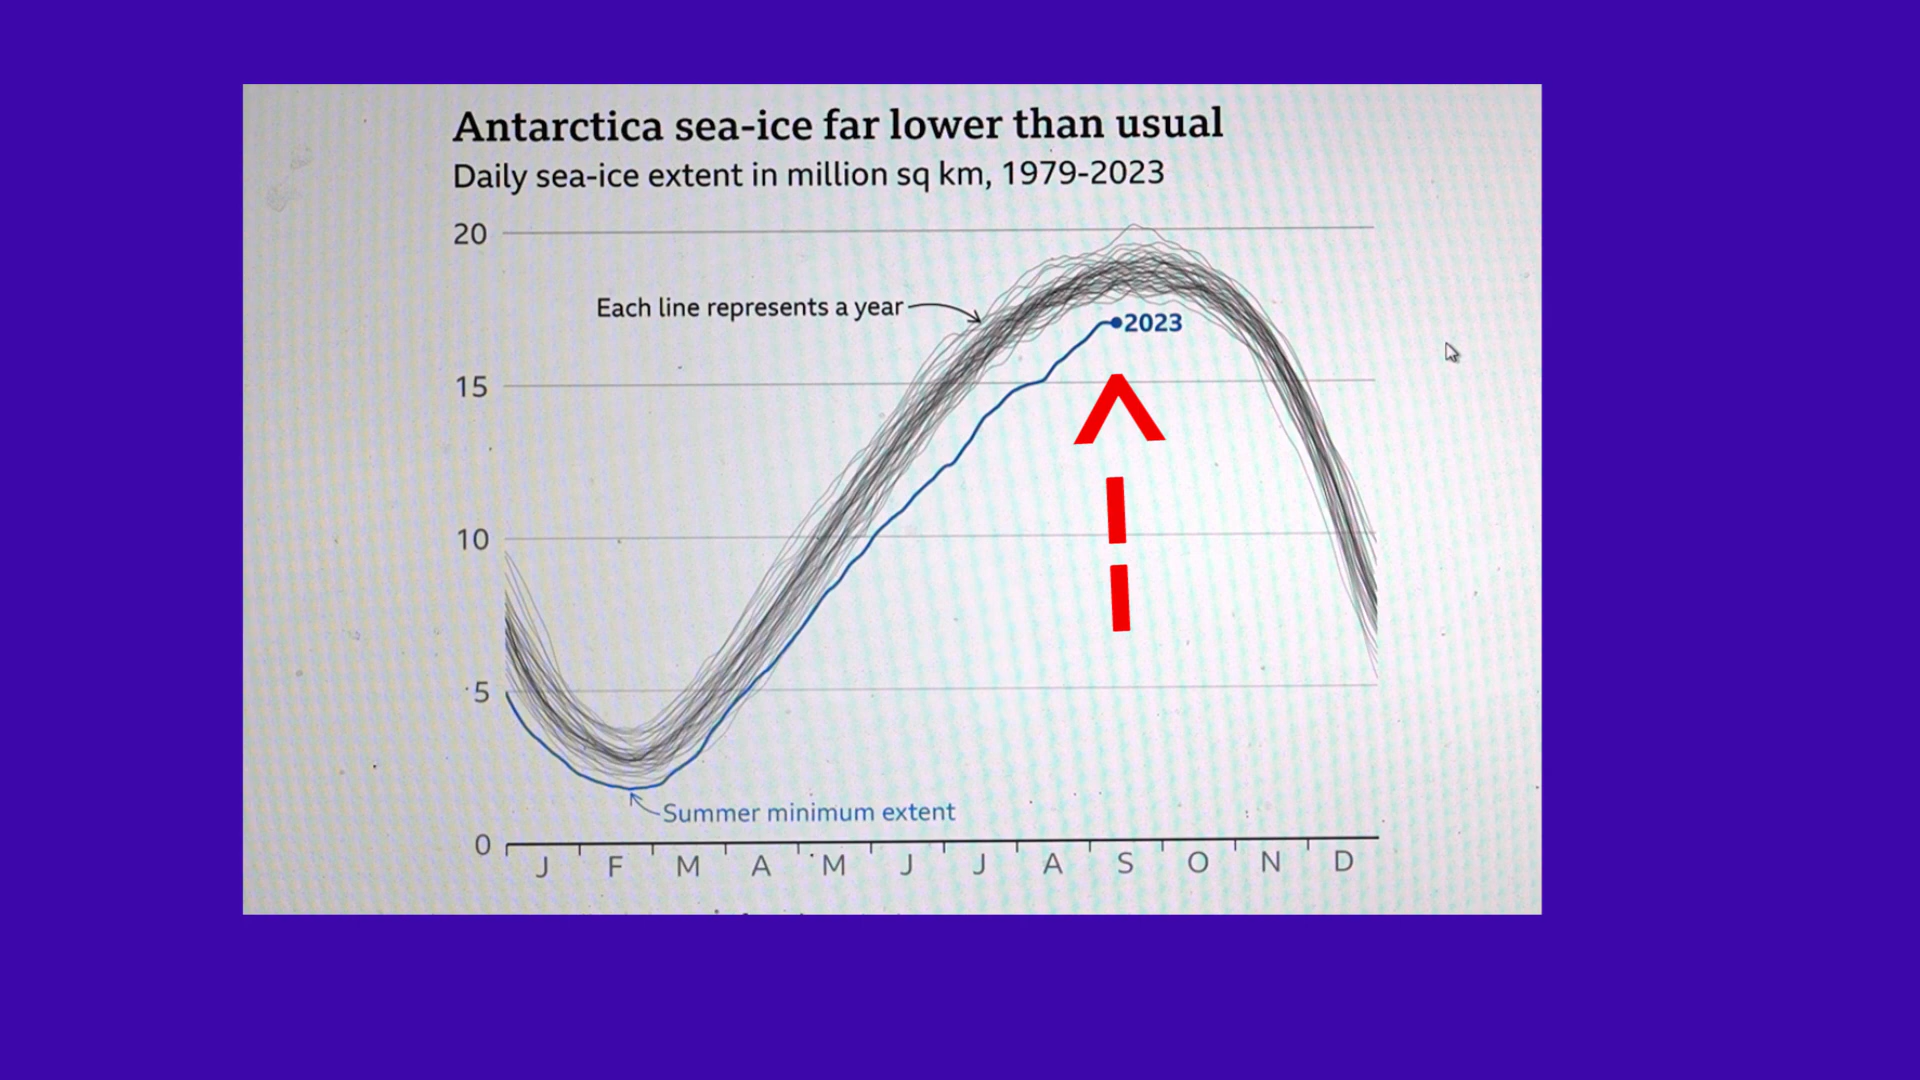 Antarctica sea-ice far lower than usual
Daily sea-ice extent in million sq km, 1979-2023
20
Each line represents a year
2023
15
10
5
Summer minimum extent
0
J F M A M J J A S O N D